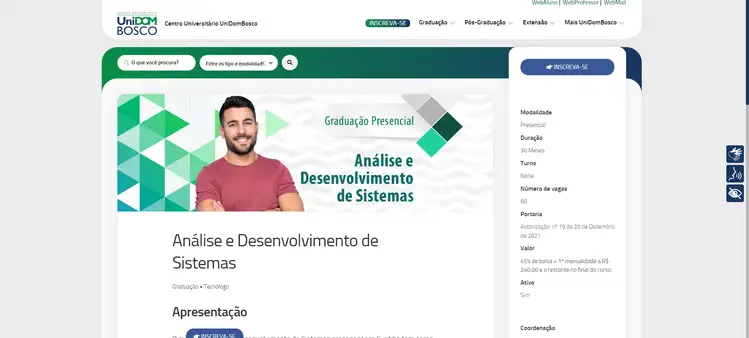 WebAluno | WebProfessor | WebMail
UniDOM
BOSCO
Centro Universitário UniDomBosco
INSCREVA-SE
Graduação
Pós-Graduação
Extensão
Mais UniDomBosco
O que você procura?
Filtre os tipo e modalidad
INSCREVA-SE
Graduação Presencial
Análise e
Desenvolvimento
de Sistemas
Análise e Desenvolvimento de
Sistemas
Graduação • Tecnólogo
Apresentação
INSCREVA-SE
Modalidade
Presencial
Duração
30 Meses
Turno
Noite
Número de vagas
60
Portaria
Autorização: nº 19 de 28 de Dezembro
de 2021
Valor
45% de bolsa + 1ª mensalidade a R$
240,00 e o restante no final do curso.
Ativo
Sim
Coordenação